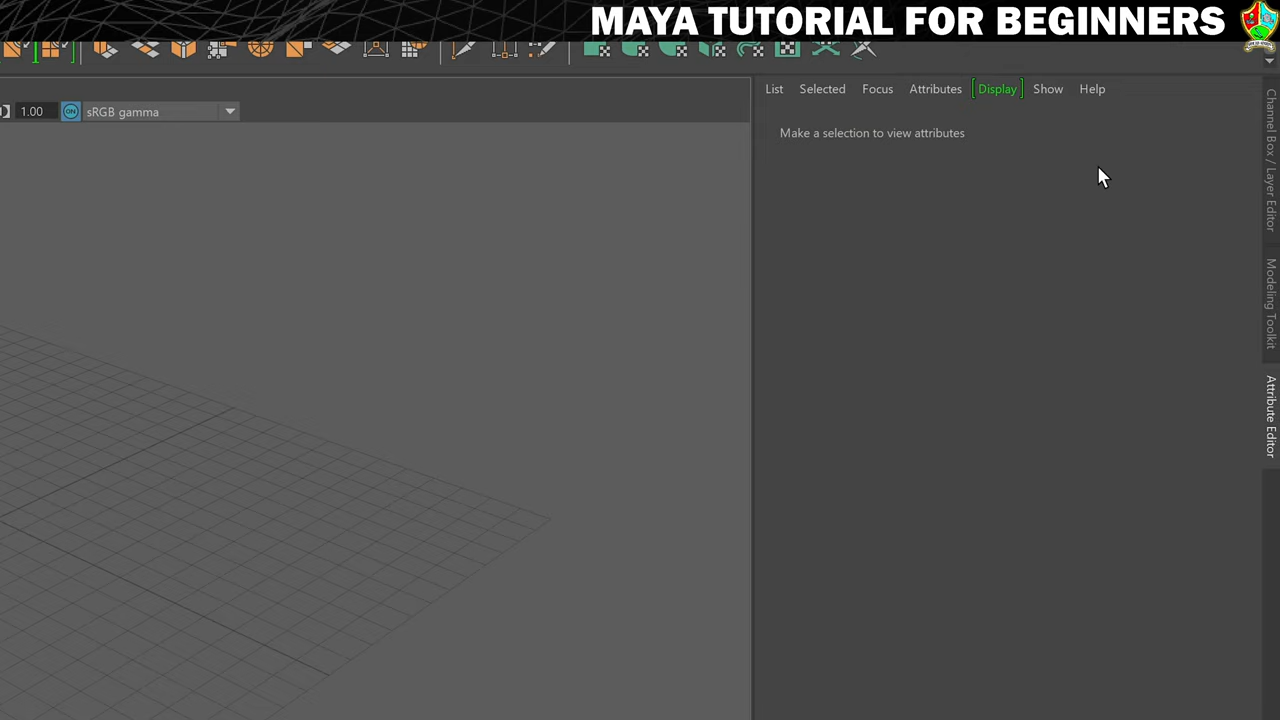 MAYA TUTORIAL FOR BEGINNERS
List Selected Focus Attributes [Display] Show Help
1.00 ON sRGB gamma
Make a selection to view attributes
Channel Box / Layer Editor
Modeling Toolkit
Attribute Editor